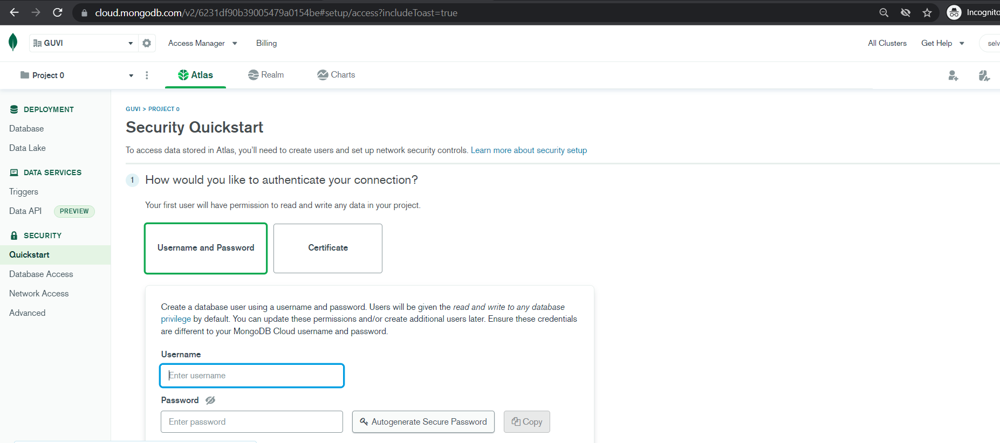 cloud.mongodb.com/v2/6231df90b39005479a0154be#setup/access?includeToast=true
Incognito
GUVI
Access Manager
Billing
All Clusters
Get Help
selv
Project 0
Atlas
Realm
Charts
DEPLOYMENT
Database
Data Lake
DATA SERVICES
Triggers
Data API PREVIEW
SECURITY
Quickstart
Database Access
Network Access
Advanced
GUVI > PROJECT 0
Security Quickstart
To access data stored in Atlas, you’ll need to create users and set up network security controls. Learn more about security setup
1 How would you like to authenticate your connection?
Your first user will have permission to read and write any data in your project.
Username and Password
Certificate
Create a database user using a username and password. Users will be given the read and write to any database
privilege by default. You can update these permissions and/or create additional users later. Ensure these credentials
are different to your MongoDB Cloud username and password.
Username
Enter username
Password
Enter password
Autogenerate Secure Password
Copy